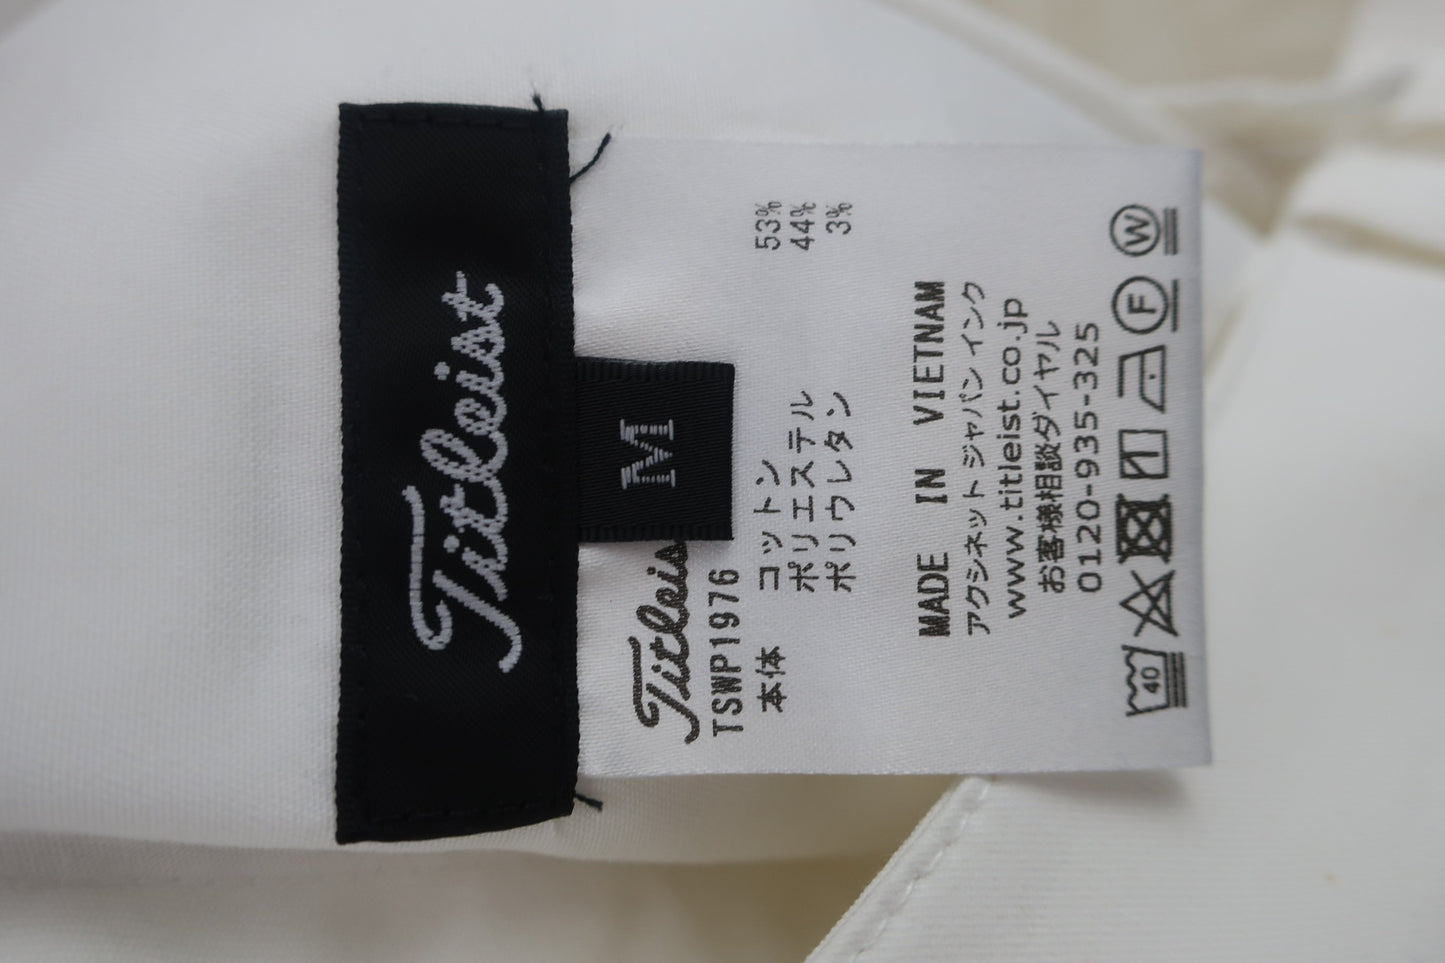 Titleist
M
Titleis
TSWP1976
本体 コットン 53%
ポリエステル 44%
ポリウレタン 3%
MADE IN VIETNAM
アクシネット ジャパン インク
www.titleist.co.jp
お客様相談ダイヤル
0120-935-325
40 1 F W